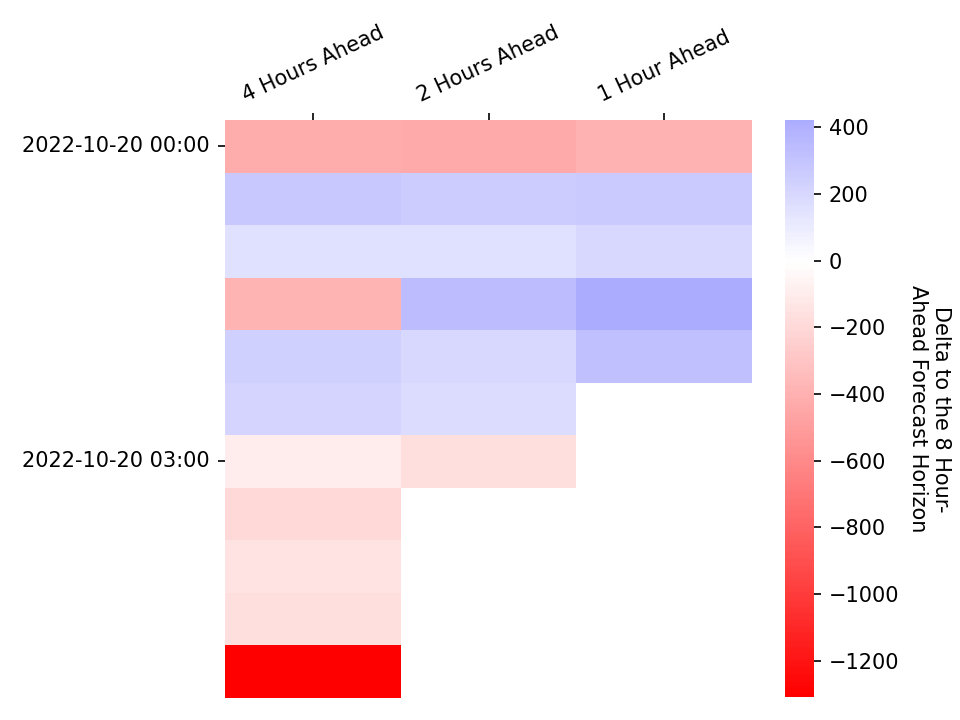 4 Hours Ahead
2 Hours Ahead
1 Hour Ahead
2022-10-20 00:00
2022-10-20 03:00
400
200
0
−200
−400
−600
−800
−1000
−1200
Delta to the 8 Hour-
Ahead Forecast Horizon